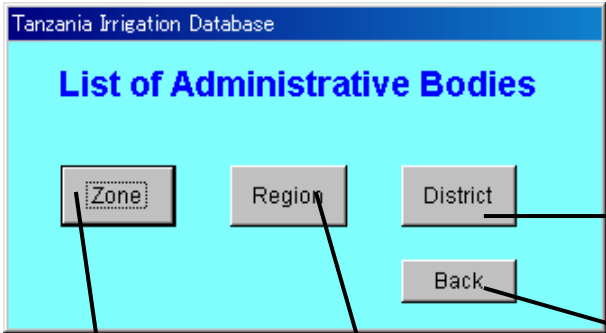 Tanzania Irrigation Database
List of Administrative Bodies
Zone Region District
Back